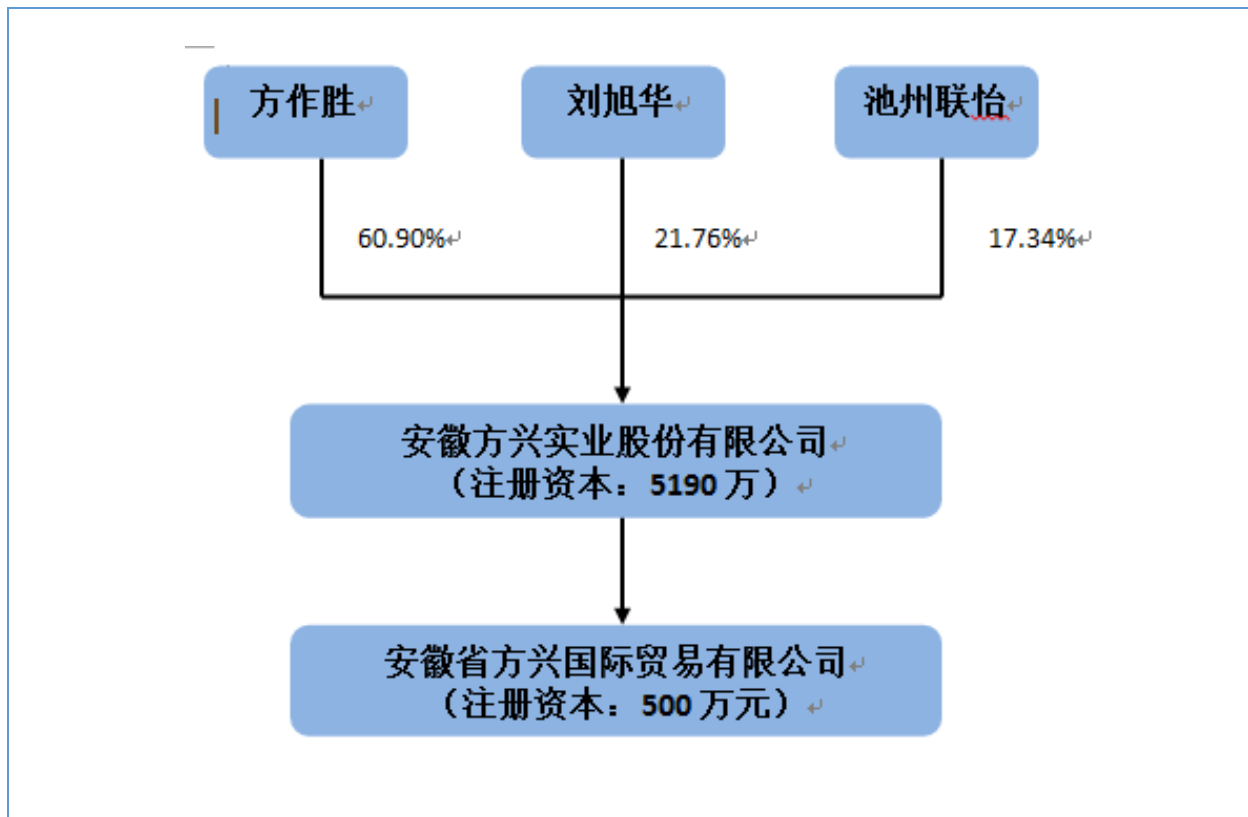 方作胜
刘旭华
池州联怡
60.90%
21.76%
17.34%
安徽方兴实业股份有限公司
（注册资本：5190 万）
安徽省方兴国际贸易有限公司
（注册资本：500 万元）